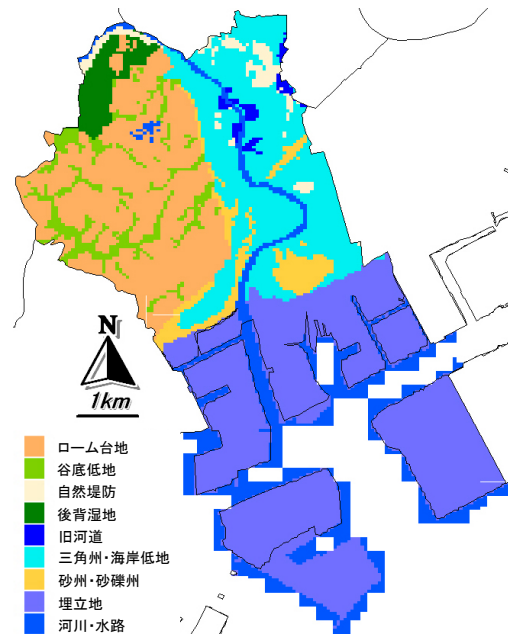 N
1km
ローム台地
谷底低地
自然堤防
後背湿地
旧河道
三角州・海岸低地
砂州・砂礫州
埋立地
河川・水路